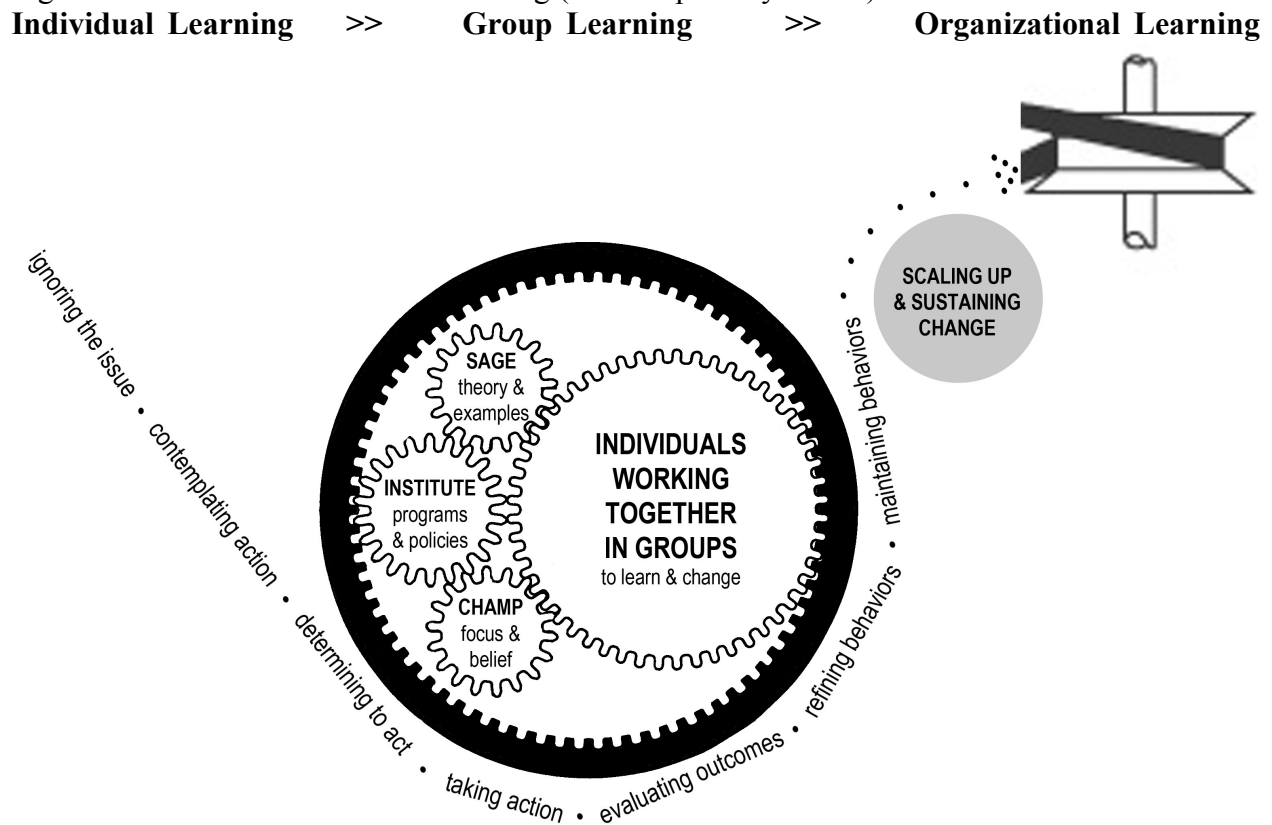 Individual Learning >> Group Learning >> Organizational Learning
SCALING UP
& SUSTAINING
CHANGE
SAGE
theory &
examples
INSTITUTE
programs
& policies
CHAMP
focus &
belief
INDIVIDUALS
WORKING
TOGETHER
IN GROUPS
to learn & change
ignoring the issue • contemplating action • determining to act • taking action • evaluating outcomes • refining behaviors • maintaining behaviors